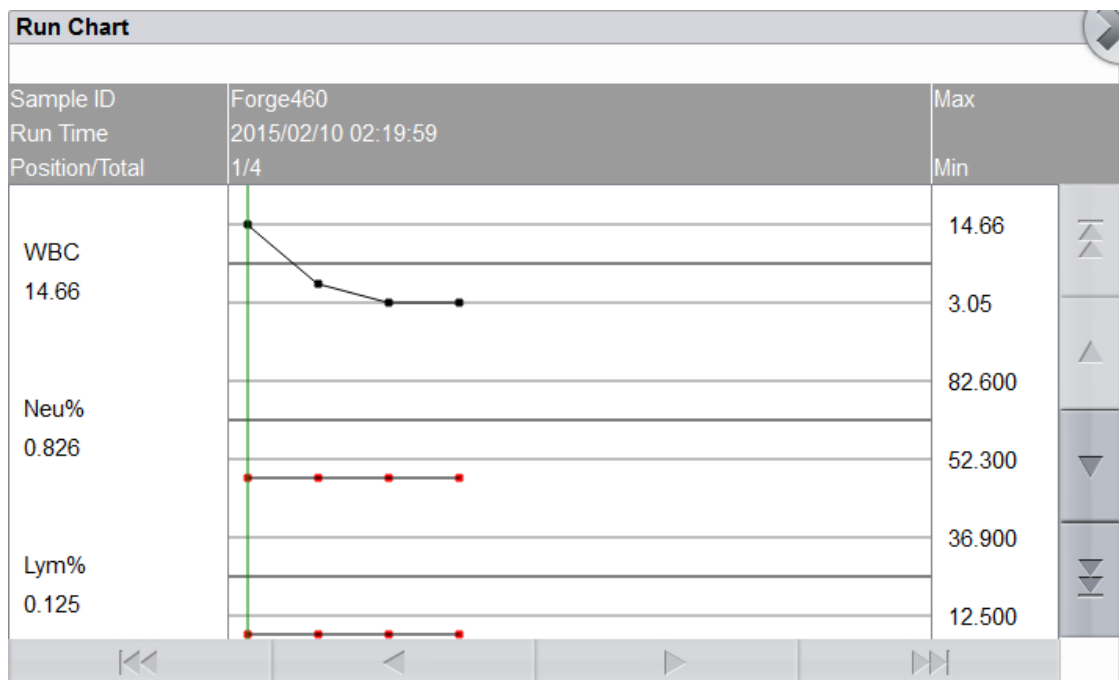 Run Chart
Sample ID Forge460 Max
Run Time 2015/02/10 02:19:59
Position/Total 1/4 Min
14.66
WBC
14.66
3.05
82.600
Neu%
0.826
52.300
36.900
Lym%
0.125
12.500